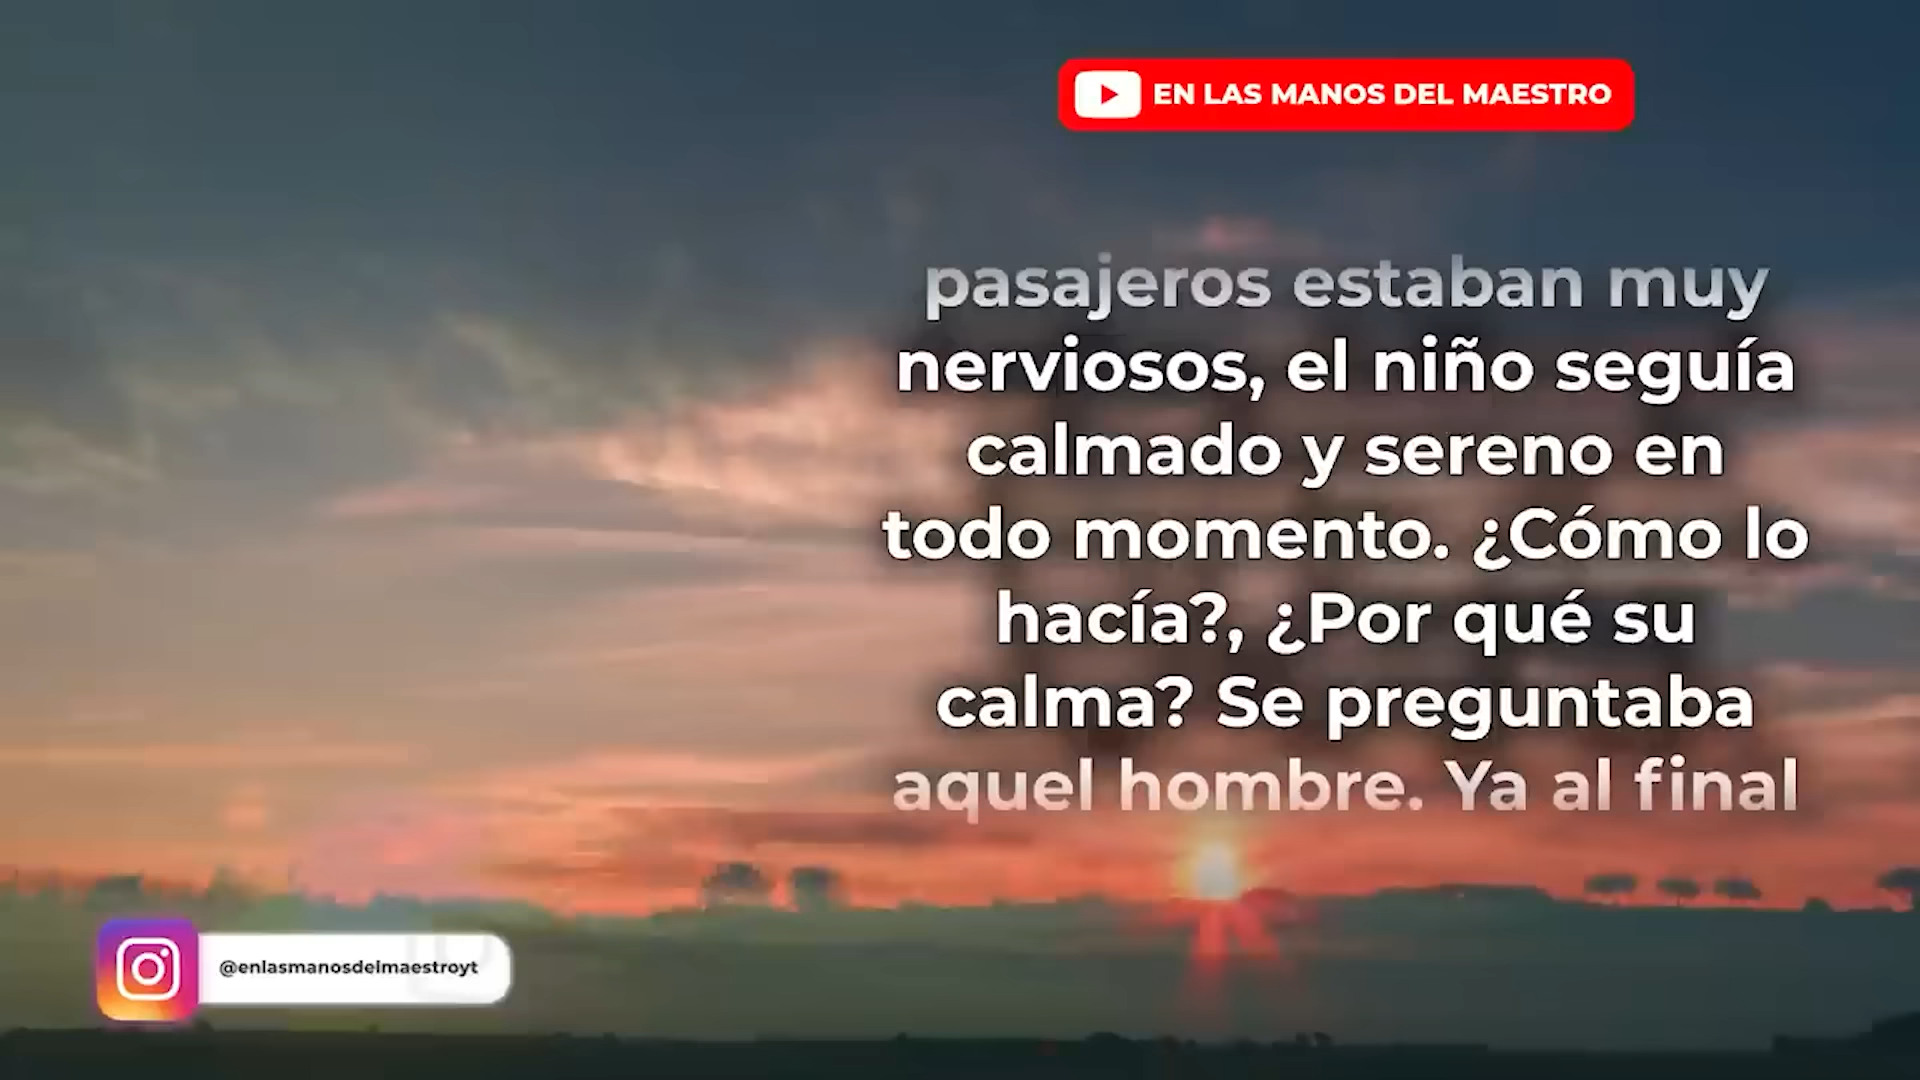 EN LAS MANOS DEL MAESTRO
pasajeros estaban muy
nerviosos, el niño seguía
calmado y sereno en
todo momento. ¿Cómo lo
hacía?, ¿Por qué su
calma? Se preguntaba
aquel hombre. Ya al final
@enlasmanosdelmaestroyt